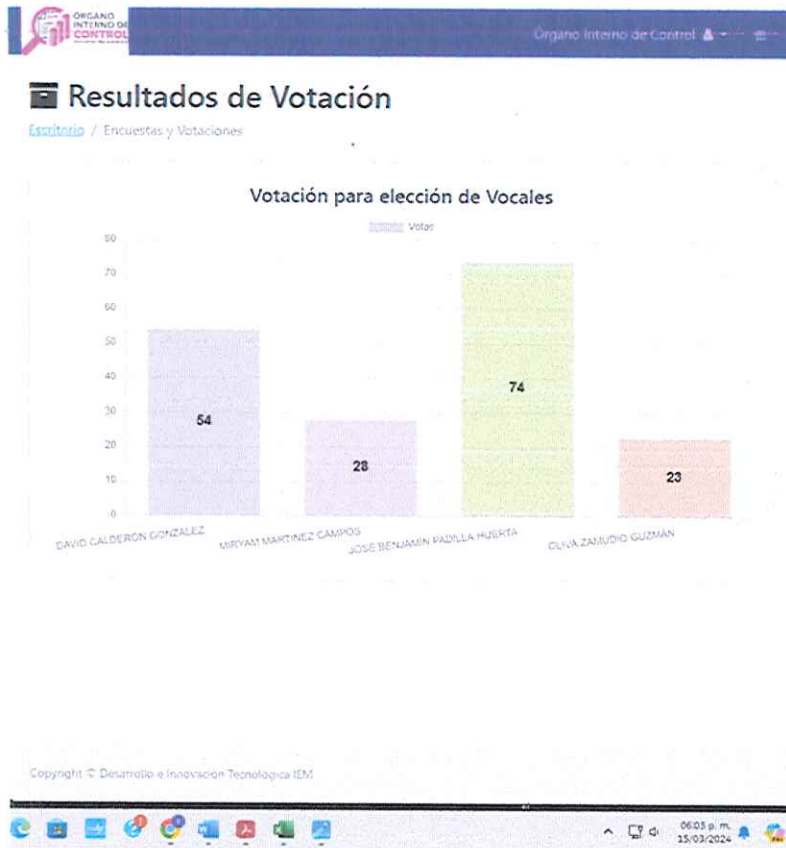 ÓRGANO
INTERNO DE
CONTROL
Órgano Interno de Control
Resultados de Votación
Escritorio / Encuestas y Votaciones
Votación para elección de Vocales
Votos
80
70
60
50
40
30
20
10
0
54
28
74
23
DAVID CALDERÓN GONZÁLEZ
MIRYAM MARTÍNEZ CAMPOS
JOSÉ BENJAMÍN PADILLA HUERTA
OLIVA ZAMUDIO GUZMÁN
Copyright © Desarrollo e Innovación Tecnológica IEM
06:03 p. m.
15/03/2024